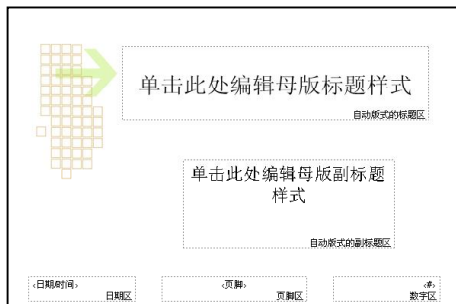 单击此处编辑母版标题样式
自动版式的标题区
单击此处编辑母版副标题
样式
自动版式的副标题区
‹日期/时间›
日期区
‹页脚›
页脚区
‹#›
数字区